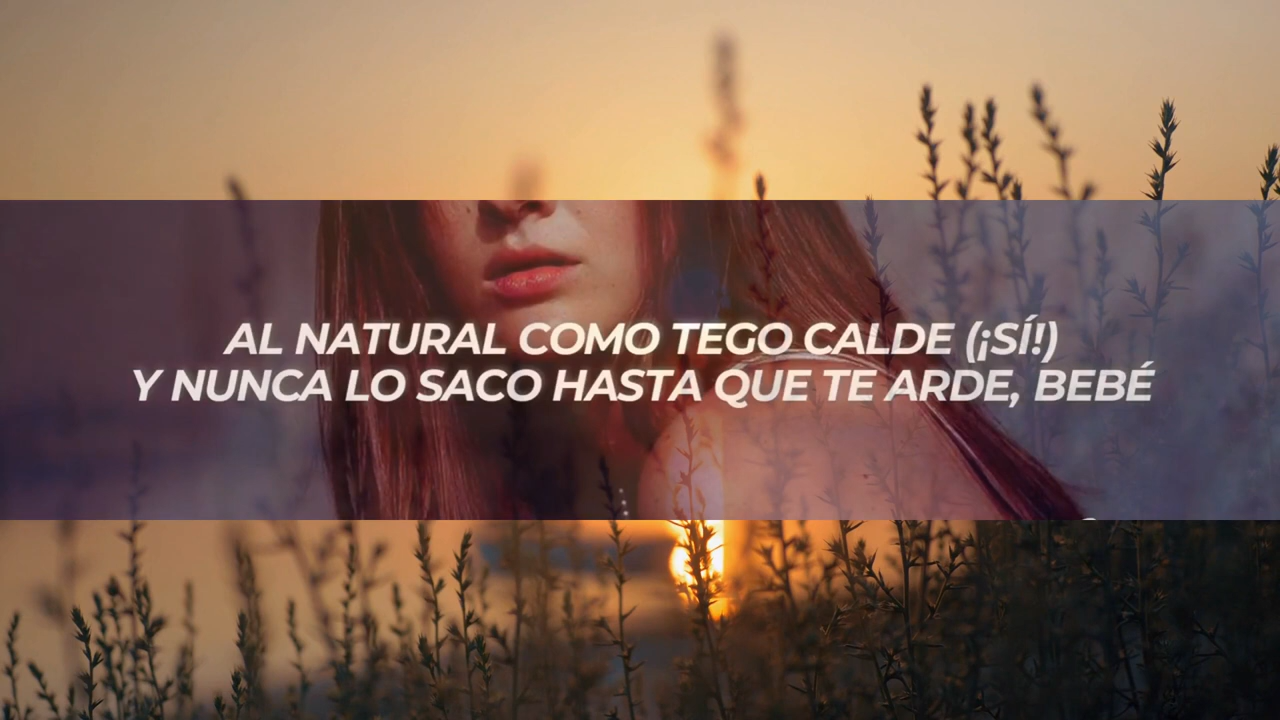 AL NATURAL COMO TEGO CALDE (¡SÍ!)
Y NUNCA LO SACO HASTA QUE TE ARDE, BEBÉ